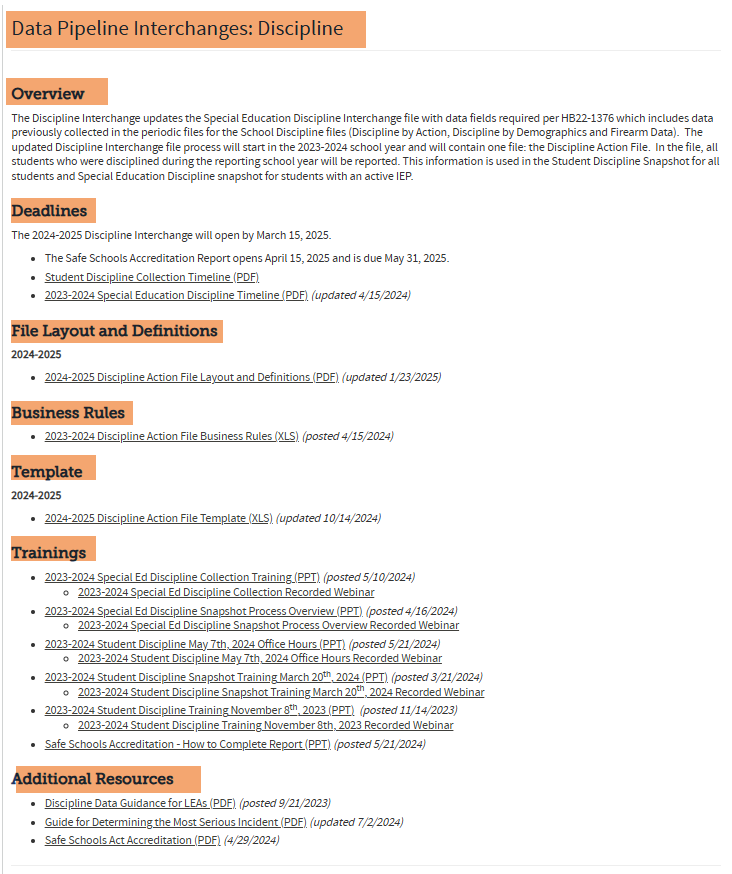 Data Pipeline Interchanges: Discipline
Overview
The Discipline Interchange updates the Special Education Discipline Interchange file with data fields required per HB22-1376 which includes data
previously collected in the periodic files for the School Discipline files (Discipline by Action, Discipline by Demographics and Firearm Data). The
updated Discipline Interchange file process will start in the 2023-2024 school year and will contain one file: the Discipline Action File. In the file, all
students who were disciplined during the reporting school year will be reported. This information is used in the Student Discipline Snapshot for all
students and Special Education Discipline snapshot for students with an active IEP.
Deadlines
The 2024-2025 Discipline Interchange will open by March 15, 2025.
• The Safe Schools Accreditation Report opens April 15, 2025 and is due May 31, 2025.
• Student Discipline Collection Timeline (PDF)
• 2023-2024 Special Education Discipline Timeline (PDF) (updated 4/15/2024)
File Layout and Definitions
2024-2025
• 2024-2025 Discipline Action File Layout and Definitions (PDF) (updated 1/23/2025)
Business Rules
• 2023-2024 Discipline Action File Business Rules (XLS) (posted 4/15/2024)
Template
2024-2025
• 2024-2025 Discipline Action File Template (XLS) (updated 10/14/2024)
Trainings
• 2023-2024 Special Ed Discipline Collection Training (PPT) (posted 5/10/2024)
◦ 2023-2024 Special Ed Discipline Collection Recorded Webinar
• 2023-2024 Special Ed Discipline Snapshot Process Overview (PPT) (posted 4/16/2024)
◦ 2023-2024 Special Ed Discipline Snapshot Process Overview Recorded Webinar
• 2023-2024 Student Discipline May 7th, 2024 Office Hours (PPT) (posted 5/21/2024)
◦ 2023-2024 Student Discipline May 7th, 2024 Office Hours Recorded Webinar
• 2023-2024 Student Discipline Snapshot Training March 20th, 2024 (PPT) (posted 3/21/2024)
◦ 2023-2024 Student Discipline Snapshot Training March 20th, 2024 Recorded Webinar
• 2023-2024 Student Discipline Training November 8th, 2023 (PPT) (posted 11/14/2023)
◦ 2023-2024 Student Discipline Training November 8th, 2023 Recorded Webinar
• Safe Schools Accreditation - How to Complete Report (PPT) (posted 5/21/2024)
Additional Resources
• Discipline Data Guidance for LEAs (PDF) (posted 9/21/2023)
• Guide for Determining the Most Serious Incident (PDF) (updated 7/2/2024)
• Safe Schools Act Accreditation (PDF) (4/29/2024)